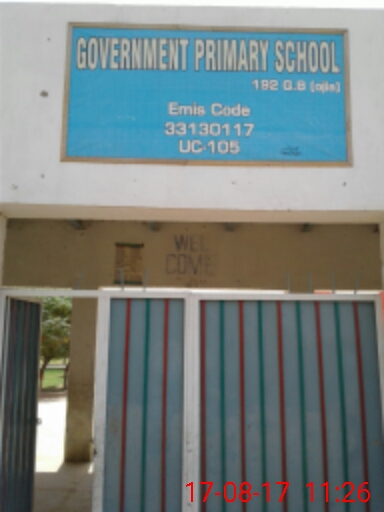 GOVERNMENT PRIMARY SCHOOL
192 G.B (ojla)
Emis Code
33130117
UC-105
WEL
COME
17-08-17 11:26